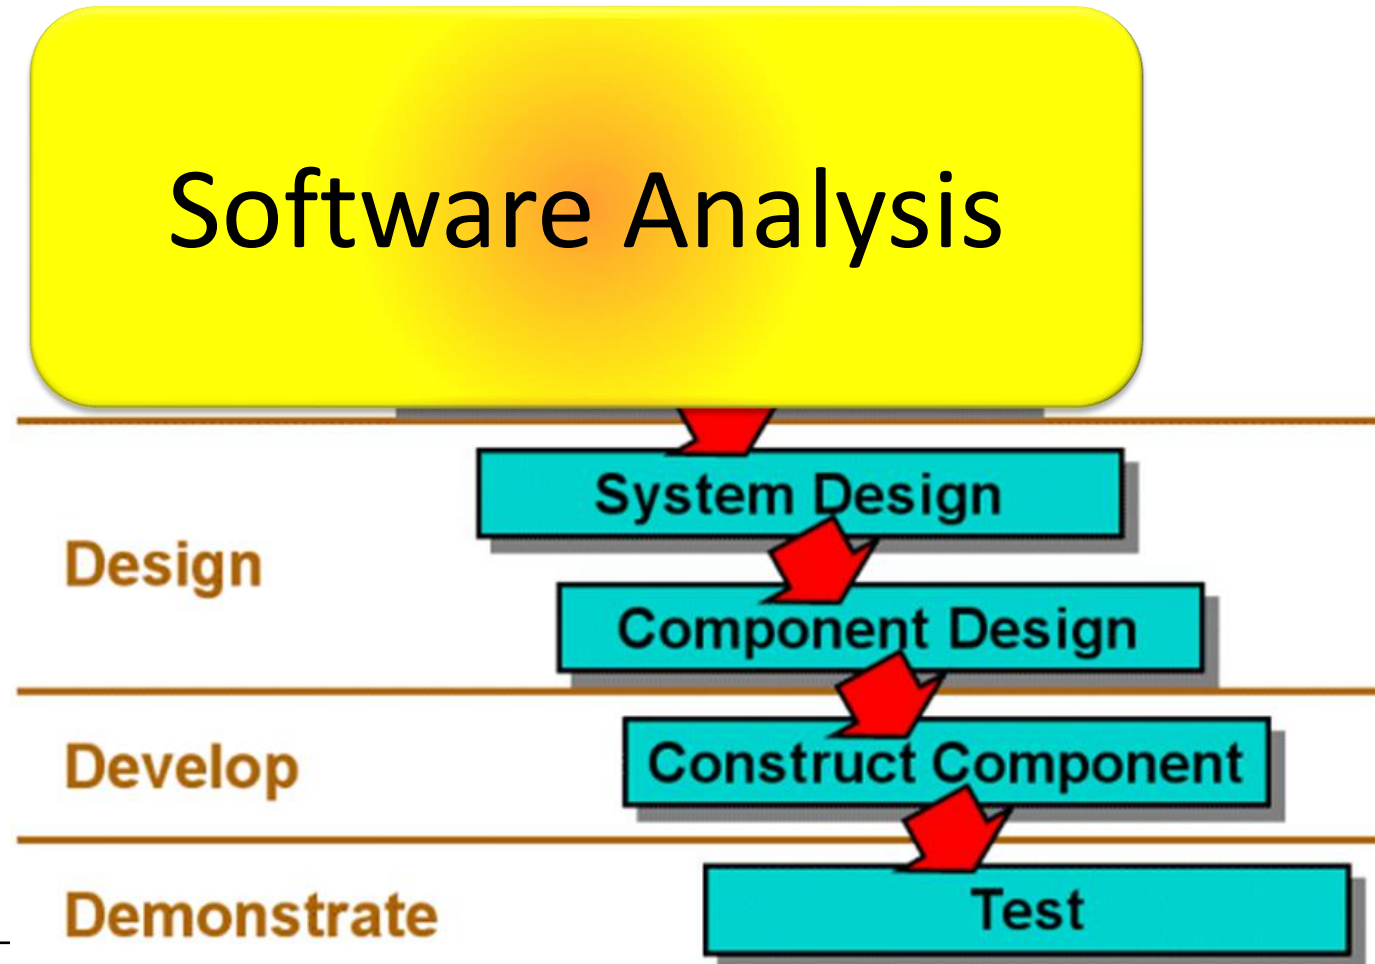 Software Analysis
System Design
Design
Component Design
Develop
Construct Component
Demonstrate
Test